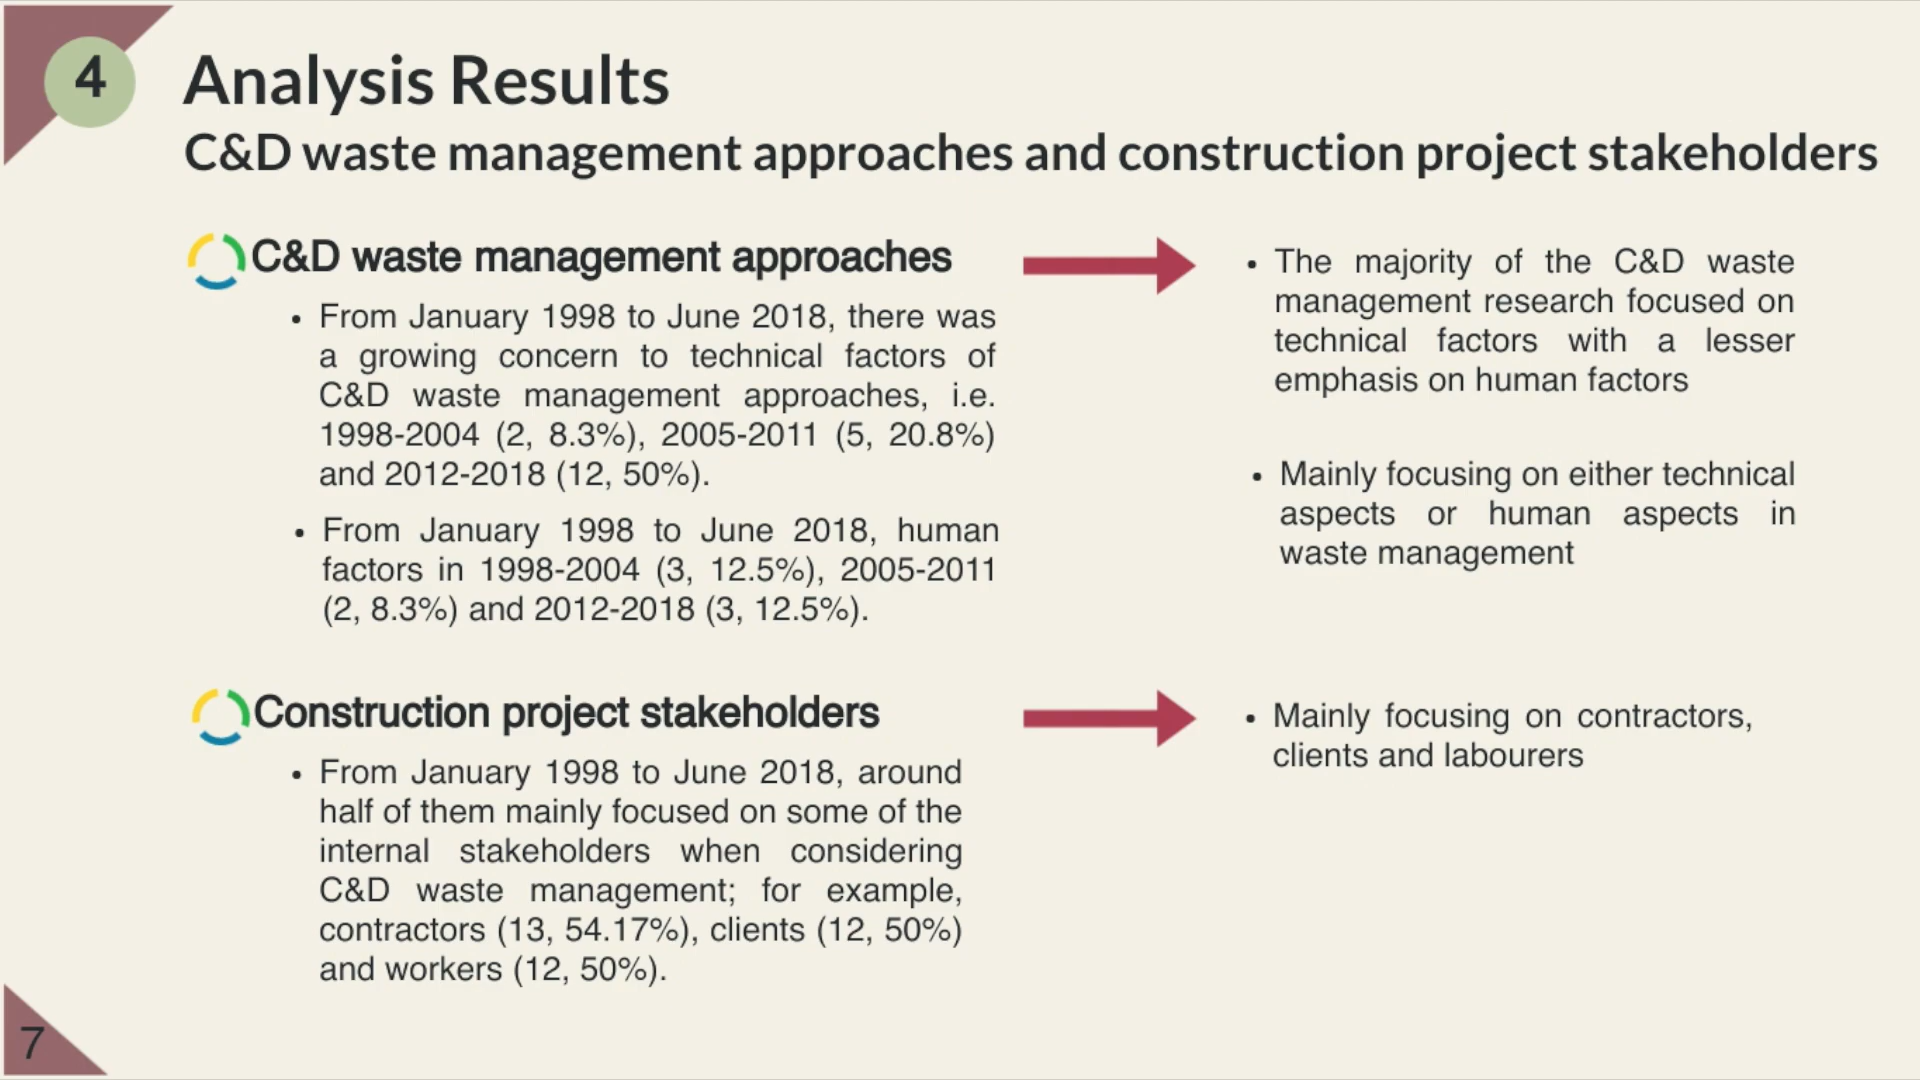 4
Analysis Results
C&D waste management approaches and construction project stakeholders
C&D waste management approaches
• From January 1998 to June 2018, there was
a growing concern to technical factors of
C&D waste management approaches, i.e.
1998-2004 (2, 8.3%), 2005-2011 (5, 20.8%)
and 2012-2018 (12, 50%).
• From January 1998 to June 2018, human
factors in 1998-2004 (3, 12.5%), 2005-2011
(2, 8.3%) and 2012-2018 (3, 12.5%).
• The majority of the C&D waste
management research focused on
technical factors with a lesser
emphasis on human factors
• Mainly focusing on either technical
aspects or human aspects in
waste management
Construction project stakeholders
• From January 1998 to June 2018, around
half of them mainly focused on some of the
internal stakeholders when considering
C&D waste management; for example,
contractors (13, 54.17%), clients (12, 50%)
and workers (12, 50%).
• Mainly focusing on contractors,
clients and labourers
7